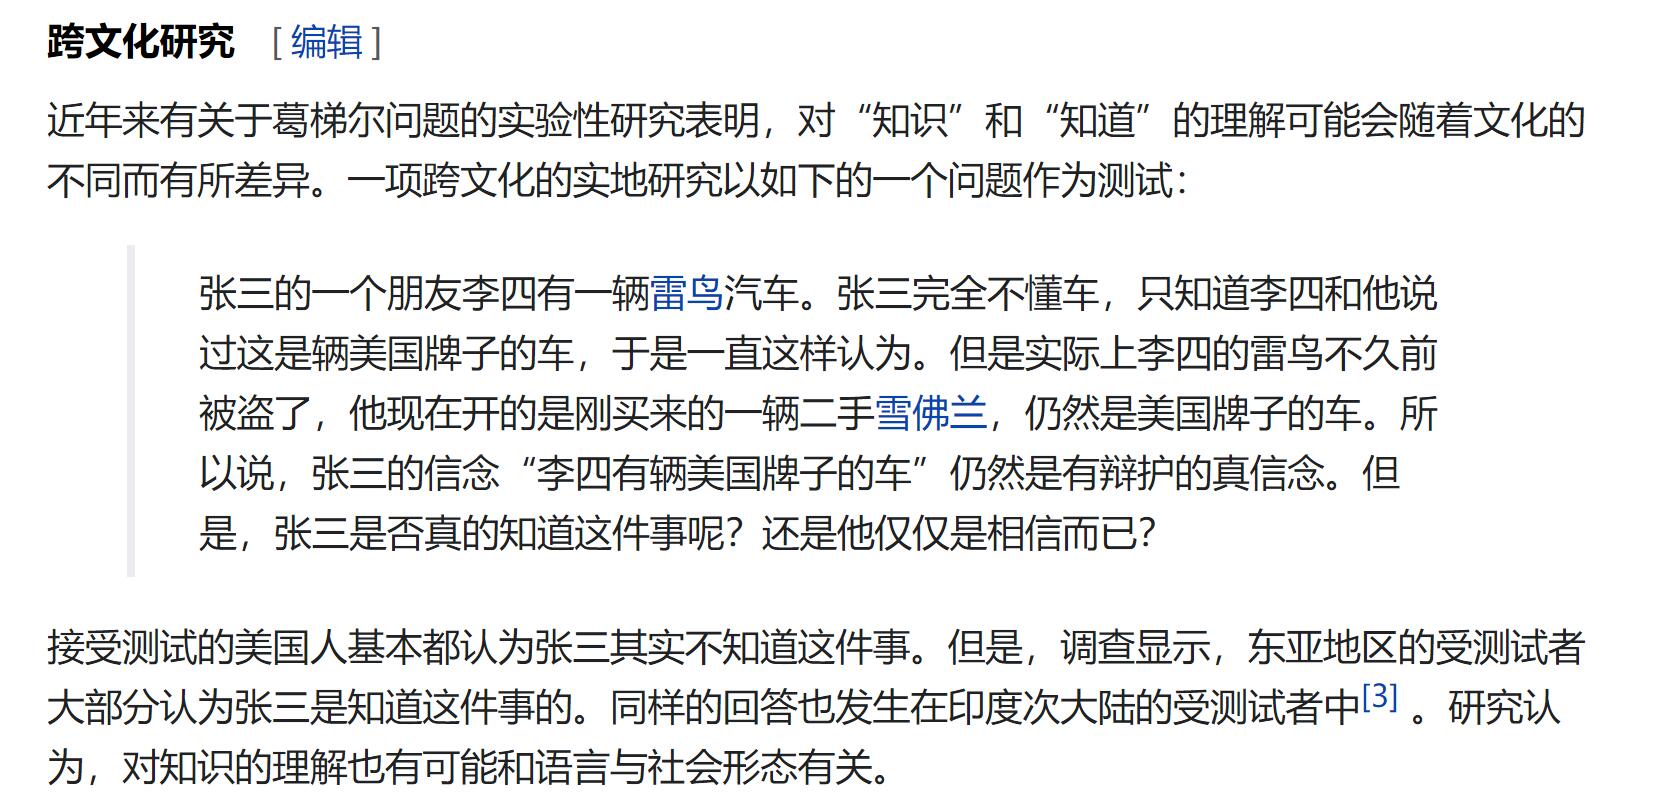 跨文化研究 [编辑]
近年来有关于葛梯尔问题的实验性研究表明，对“知识”和“知道”的理解可能会随着文化的
不同而有所差异。一项跨文化的实地研究以如下的一个问题作为测试：
张三的一个朋友李四有一辆雷鸟汽车。张三完全不懂车，只知道李四和他说
过这是辆美国牌子的车，于是一直这样认为。但是实际上李四的雷鸟不久前
被盗了，他现在开的是刚买来的一辆二手雪佛兰，仍然是美国牌子的车。所
以说，张三的信念“李四有辆美国牌子的车”仍然是有辩护的真信念。但
是，张三是否真的知道这件事呢？还是他仅仅是相信而已？
接受测试的美国人基本都认为张三其实不知道这件事。但是，调查显示，东亚地区的受测试者
大部分认为张三是知道这件事的。同样的回答也发生在印度次大陆的受测试者中[3] 。研究认
为，对知识的理解也有可能和语言与社会形态有关。